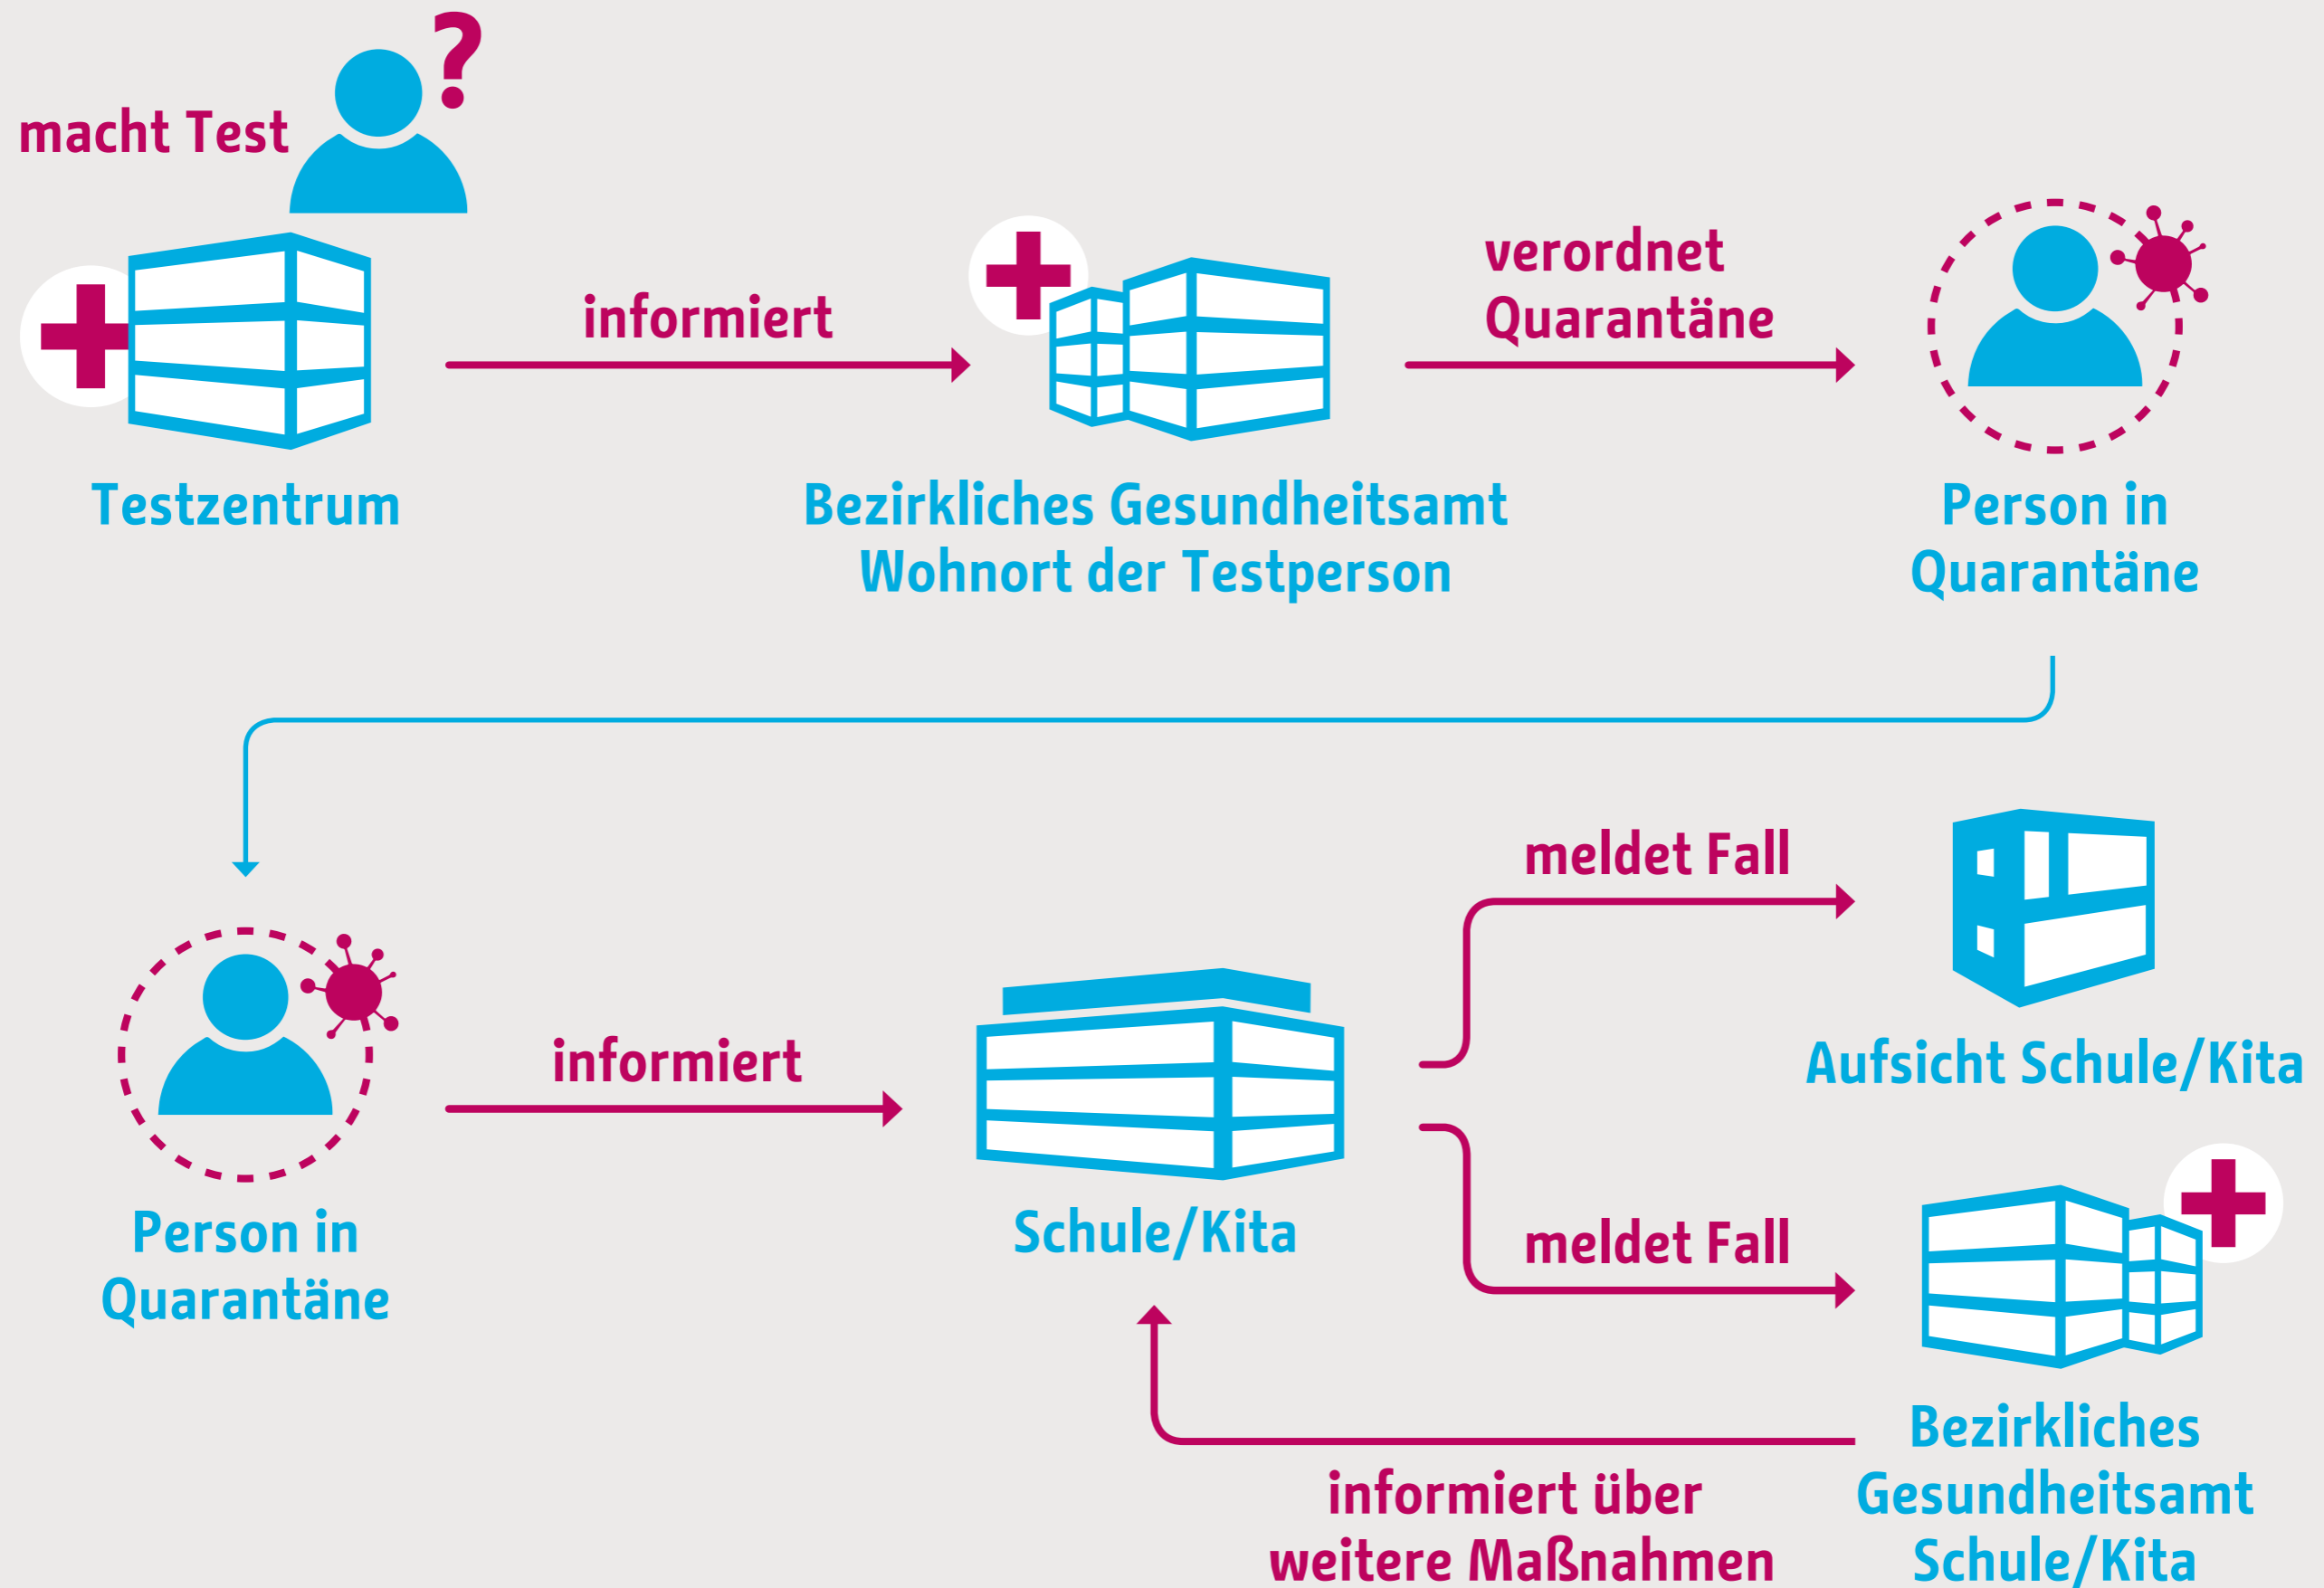 ?
macht Test
informiert
verordnet
Quarantäne
Testzentrum
Bezirkliches Gesundheitsamt
Wohnort der Testperson
Person in
Quarantäne
meldet Fall
informiert
Aufsicht Schule/Kita
Person in
Quarantäne
Schule/Kita
meldet Fall
Bezirkliches
Gesundheitsamt
Schule/Kita
informiert über
weitere Maßnahmen